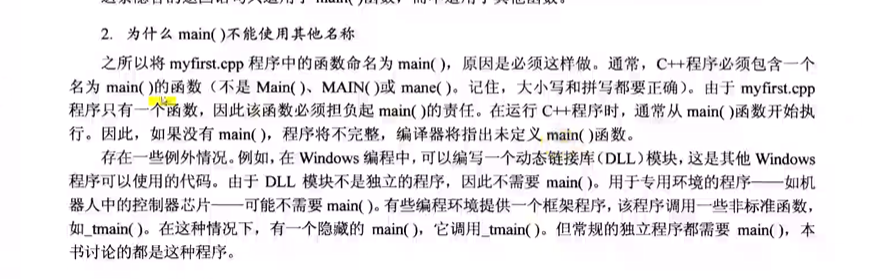 2. 为什么 main( )不能使用其他名称
之所以将 myfirst.cpp 程序中的函数命名为 main( )，原因是必须这样做。通常，C++程序必须包含一个
名为 main( )的函数（不是 Main( )、MAIN( )或 mane( )。记住，大小写和拼写都要正确）。由于 myfirst.cpp
程序只有一个函数，因此该函数必须担负起 main( )的责任。在运行 C++程序时，通常从 main( )函数开始执
行。因此，如果没有 main( )，程序将不完整，编译器将指出未定义 main( )函数。
存在一些例外情况。例如，在 Windows 编程中，可以编写一个动态链接库（DLL）模块，这是其他 Windows
程序可以使用的代码。由于 DLL 模块不是独立的程序，因此不需要 main( )。用于专用环境的程序——如机
器人中的控制器芯片——可能不需要 main( )。有些编程环境提供一个框架程序，该程序调用一些非标准函数，
如_tmain( )。在这种情况下，有一个隐藏的 main( )，它调用_tmain( )。但常规的独立程序都需要 main( )，本
书讨论的都是这种程序。